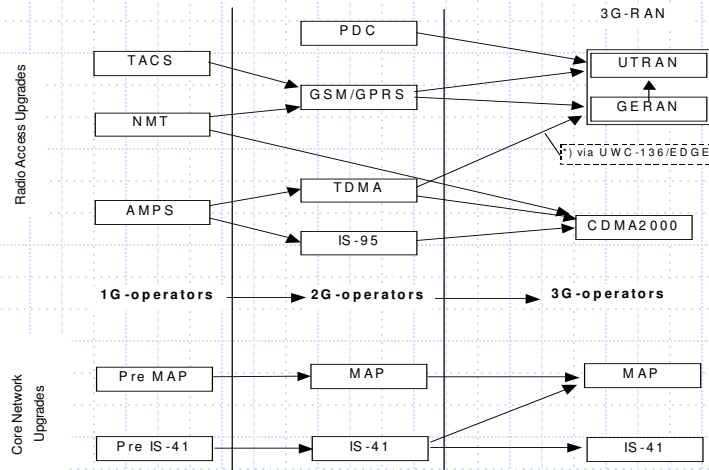 3G-RAN
Radio Access Upgrades
PDC
TACS
UTRAN
GSM/GPRS
GERAN
NMT
*) via UWC-136/EDGE
TDMA
AMPS
CDMA2000
IS-95
1G-operators
2G-operators
3G-operators
Core Network
Upgrades
Pre MAP
MAP
MAP
Pre IS-41
IS-41
IS-41